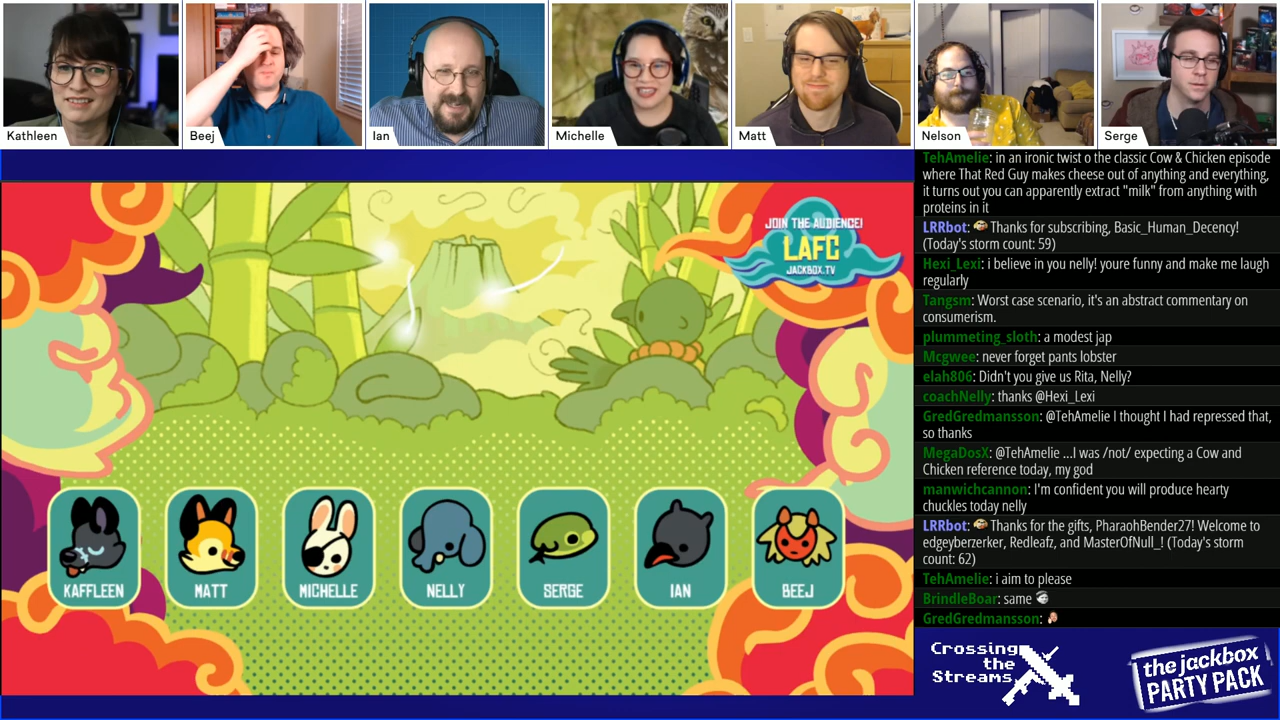 Kathleen
Beej
Ian
Michelle
Matt
Nelson
Serge
JOIN THE AUDIENCE!
LAFC
JACKBOX.TV
KAFFLEEN
MATT
MICHELLE
NELLY
SERGE
IAN
BEEJ
TehAmelie: in an ironic twist o the classic Cow & Chicken episode
where That Red Guy makes cheese out of anything and everything,
it turns out you can apparently extract "milk" from anything with
proteins in it
LRRbot: Thanks for subscribing, Basic_Human_Decency!
(Today's storm count: 59)
Hexi_Lexi: i believe in you nelly! youre funny and make me laugh
regularly
Tangsm: Worst case scenario, it's an abstract commentary on
consumerism.
plummeting_sloth: a modest jap
Mcgwee: never forget pants lobster
elah806: Didn't you give us Rita, Nelly?
coachNelly: thanks @Hexi_Lexi
GredGredmansson: @TehAmelie I thought I had repressed that,
so thanks
MegaDosX: @TehAmelie ...I was /not/ expecting a Cow and
Chicken reference today, my god
manwichcannon: I'm confident you will produce hearty
chuckles today nelly
LRRbot: Thanks for the gifts, PharaohBender27! Welcome to
edgeyberzerker, Redleafz, and MasterOfNull_! (Today's storm
count: 62)
TehAmelie: i aim to please
BrindleBoar: same
GredGredmansson:
Crossing
the
Streams
the jackbox
PARTY PACK